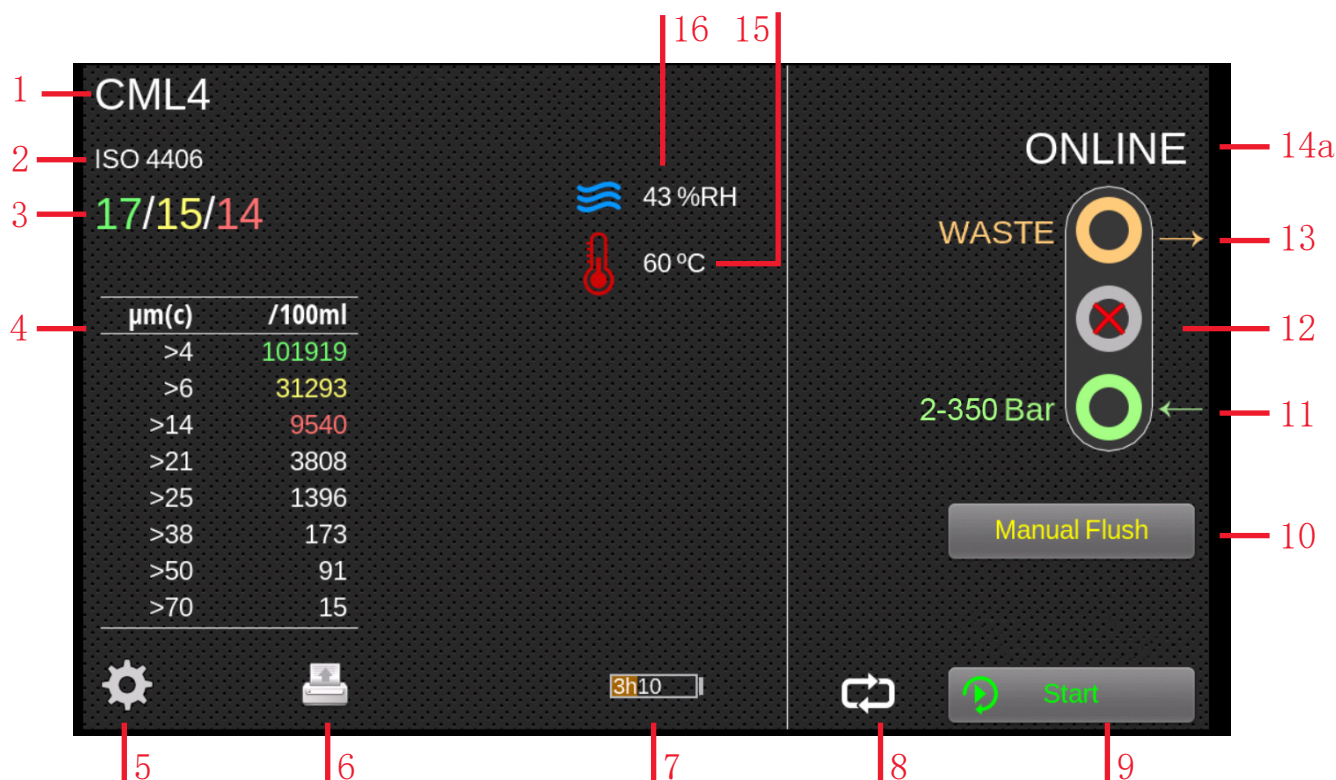 16 15
1 CML4
2 ISO 4406
3 17/15/14
43 %RH
60 ºC
ONLINE 14a
WASTE → 13
12
2-350 Bar ← 11
4 µm(c) /100ml
>4 101919
>6 31293
>14 9540
>21 3808
>25 1396
>38 173
>50 91
>70 15
Manual Flush 10
3h10
Start
5 6 7 8 9